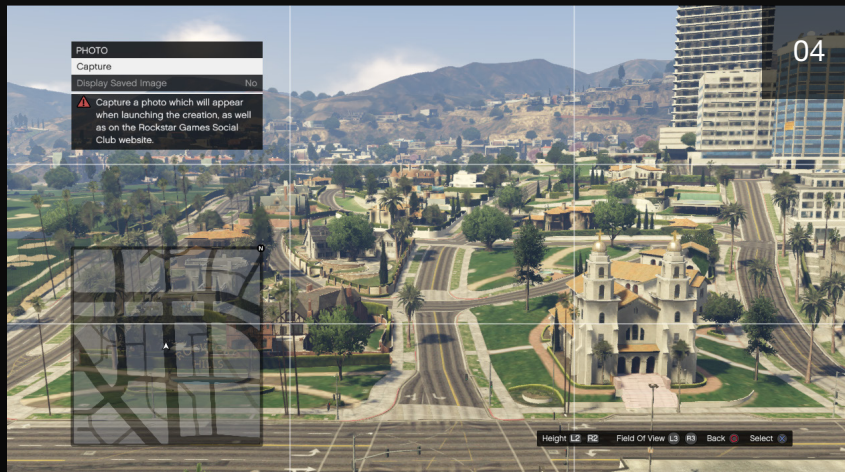 PHOTO
Capture
Display Saved Image No
Capture a photo which will appear
when launching the creation, as well
as on the Rockstar Games Social
Club website.
04
N
Height L2 R2 Field Of View L3 R3 Back Select